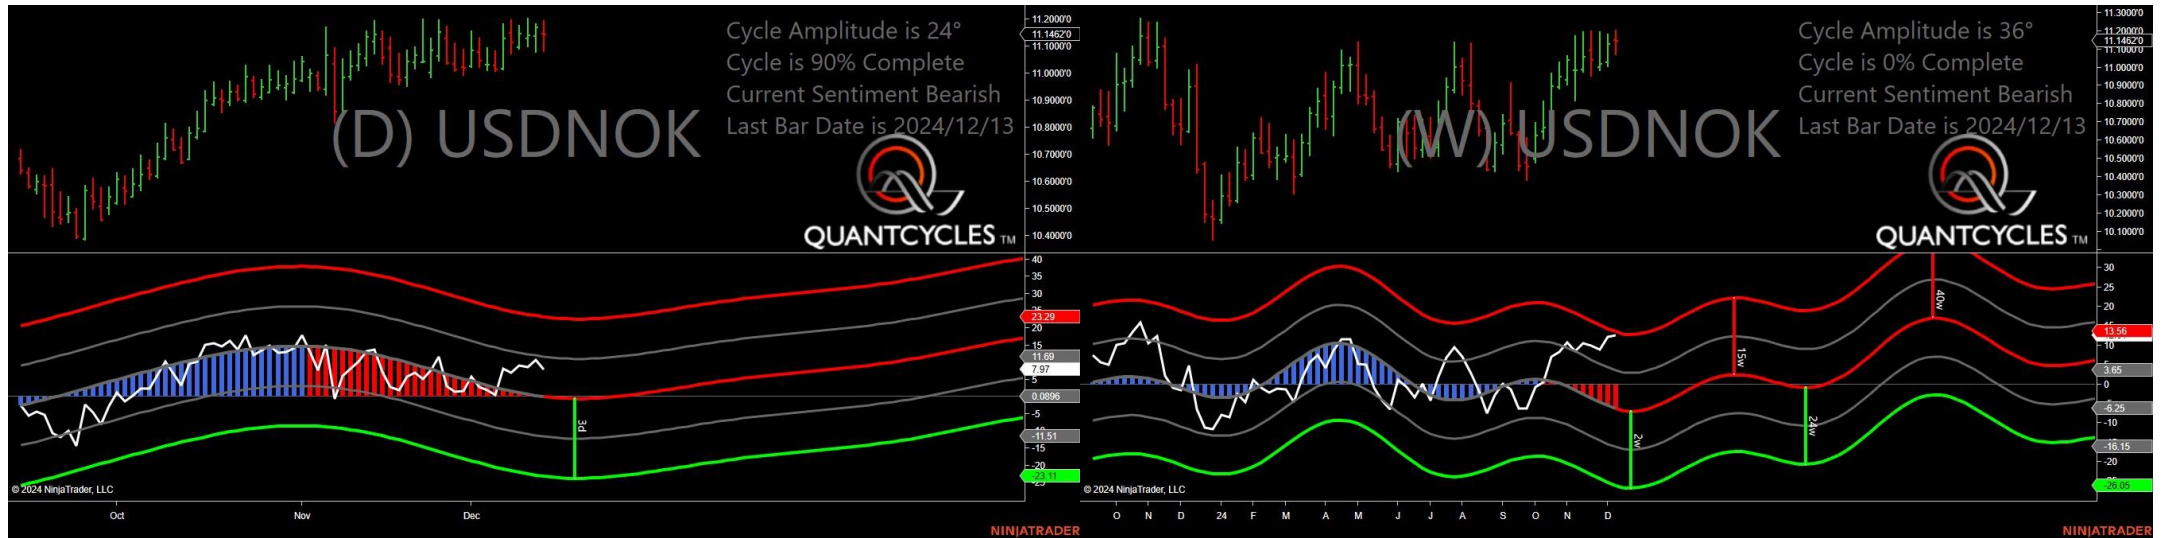 Cycle Amplitude is 24°
Cycle is 90% Complete
Current Sentiment Bearish
Last Bar Date is 2024/12/13
(D) USDNOK
QUANTCYCLES TM
11.2000'0
11.1462'0
11.1000'0
11.0000'0
10.9000'0
10.8000'0
10.7000'0
10.6000'0
10.5000'0
10.4000'0
40
35
30
25
23.29
20
15
11.69
7.97
5
0.0896
-5
-11.51
-15
-20
-23.11
3d
© 2024 NinjaTrader, LLC
Oct
Nov
Dec
NINJATRADER
Cycle Amplitude is 36°
Cycle is 0% Complete
Current Sentiment Bearish
Last Bar Date is 2024/12/13
(W) USDNOK
QUANTCYCLES TM
11.3000'0
11.2000'0
11.1462'0
11.1000'0
11.0000'0
10.9000'0
10.8000'0
10.7000'0
10.6000'0
10.5000'0
10.4000'0
10.3000'0
10.2000'0
10.1000'0
30
25
20
13.56
10
3.65
0
-6.25
-10
-16.15
-20
-26.05
2w
15w
24w
40w
© 2024 NinjaTrader, LLC
O N D 24 F M A M J J A S O N D
NINJATRADER